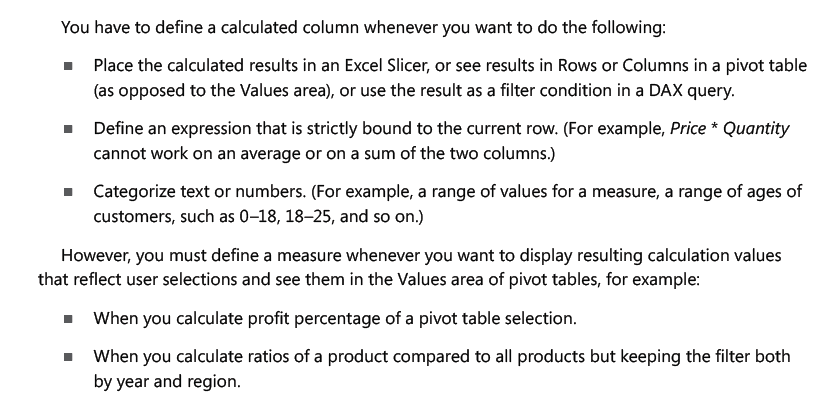 You have to define a calculated column whenever you want to do the following:
■ Place the calculated results in an Excel Slicer, or see results in Rows or Columns in a pivot table
(as opposed to the Values area), or use the result as a filter condition in a DAX query.
■ Define an expression that is strictly bound to the current row. (For example, Price * Quantity
cannot work on an average or on a sum of the two columns.)
■ Categorize text or numbers. (For example, a range of values for a measure, a range of ages of
customers, such as 0–18, 18–25, and so on.)
However, you must define a measure whenever you want to display resulting calculation values
that reflect user selections and see them in the Values area of pivot tables, for example:
■ When you calculate profit percentage of a pivot table selection.
■ When you calculate ratios of a product compared to all products but keeping the filter both
by year and region.